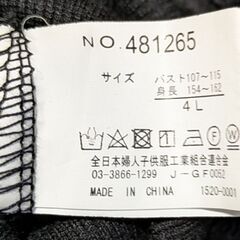 NO.481265
サイズ バスト107〜115
身長 154〜162
4L
全日本婦人子供服工業組合連合会
03-3866-1299 J-GF0052
MADE IN CHINA 1520-0001